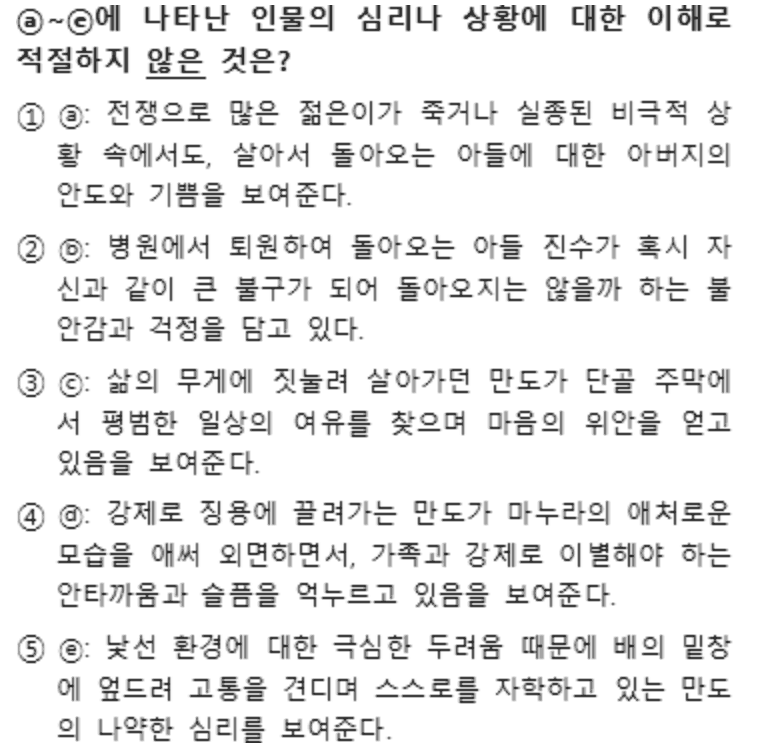 ⓐ~ⓔ에 나타난 인물의 심리나 상황에 대한 이해로
적절하지 않은 것은?
① ⓐ: 전쟁으로 많은 젊은이가 죽거나 실종된 비극적 상
황 속에서도, 살아서 돌아오는 아들에 대한 아버지의
안도와 기쁨을 보여준다.
② ⓑ: 병원에서 퇴원하여 돌아오는 아들 진수가 혹시 자
신과 같이 큰 불구가 되어 돌아오지는 않을까 하는 불
안감과 걱정을 담고 있다.
③ ⓒ: 삶의 무게에 짓눌려 살아가던 만도가 단골 주막에
서 평범한 일상의 여유를 찾으며 마음의 위안을 얻고
있음을 보여준다.
④ ⓓ: 강제로 징용에 끌려가는 만도가 마누라의 애처로운
모습을 애써 외면하면서, 가족과 강제로 이별해야 하는
안타까움과 슬픔을 억누르고 있음을 보여준다.
⑤ ⓔ: 낯선 환경에 대한 극심한 두려움 때문에 배의 밑창
에 엎드려 고통을 견디며 스스로를 자학하고 있는 만도
의 나약한 심리를 보여준다.